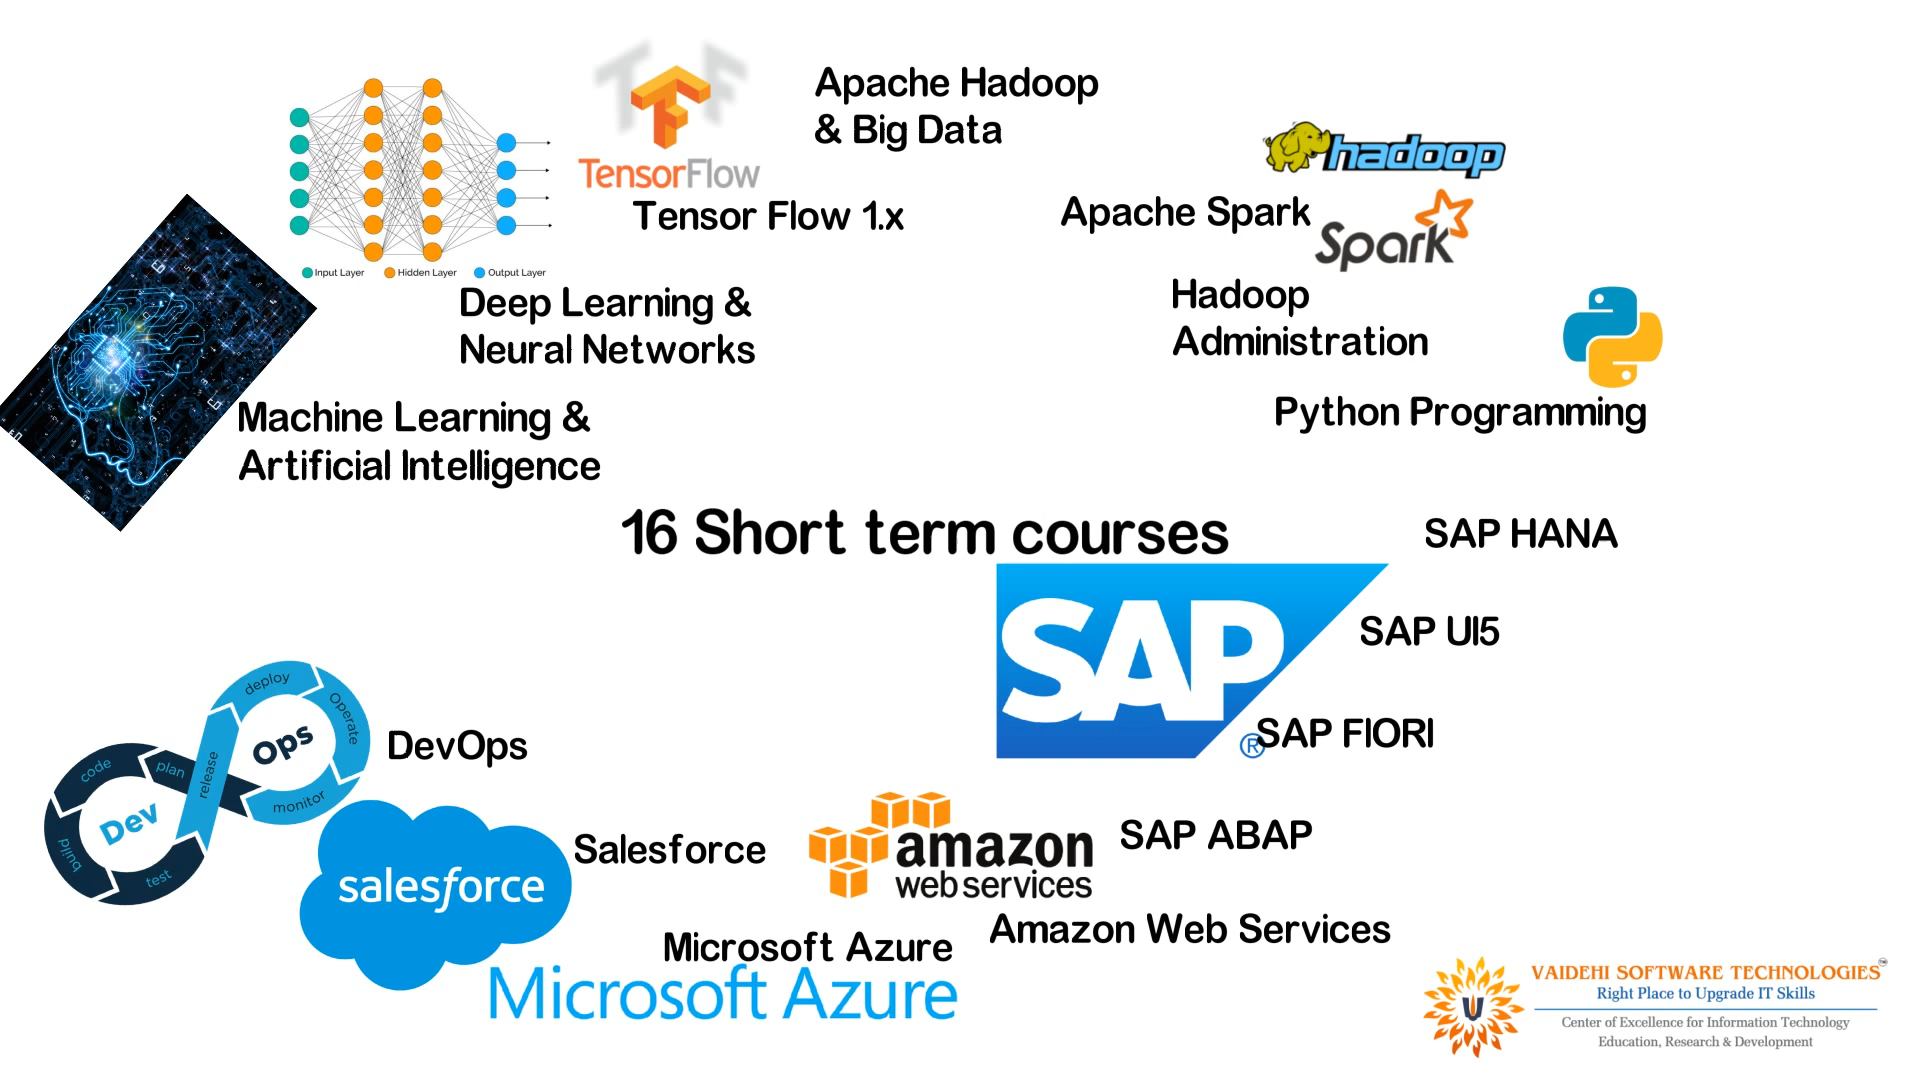 TensorFlow
Apache Hadoop
& Big Data
hadoop
Tensor Flow 1.x
Apache Spark
Spark
Input Layer
Hidden Layer
Output Layer
Deep Learning &
Neural Networks
Hadoop
Administration
Machine Learning &
Artificial Intelligence
Python Programming
16 Short term courses
SAP HANA
SAP
®
SAP UI5
SAP FIORI
SAP ABAP
DevOps
Dev
Ops
code
plan
build
test
release
deploy
Operate
monitor
salesforce
Salesforce
amazon
web services
Amazon Web Services
Microsoft Azure
Microsoft Azure
VAIDEHI SOFTWARE TECHNOLOGIES
Right Place to Upgrade IT Skills
Center of Excellence for Information Technology
Education, Research & Development